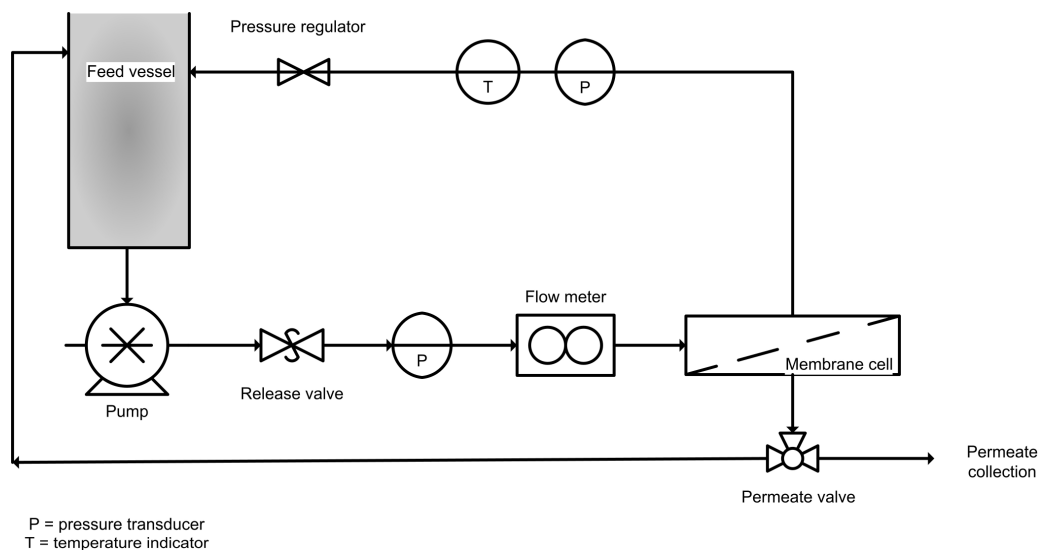 Pressure regulator
Feed vessel
T
P
Flow meter
P
Membrane cell
Release valve
Pump
Permeate
collection
Permeate valve
P = pressure transducer
T = temperature indicator